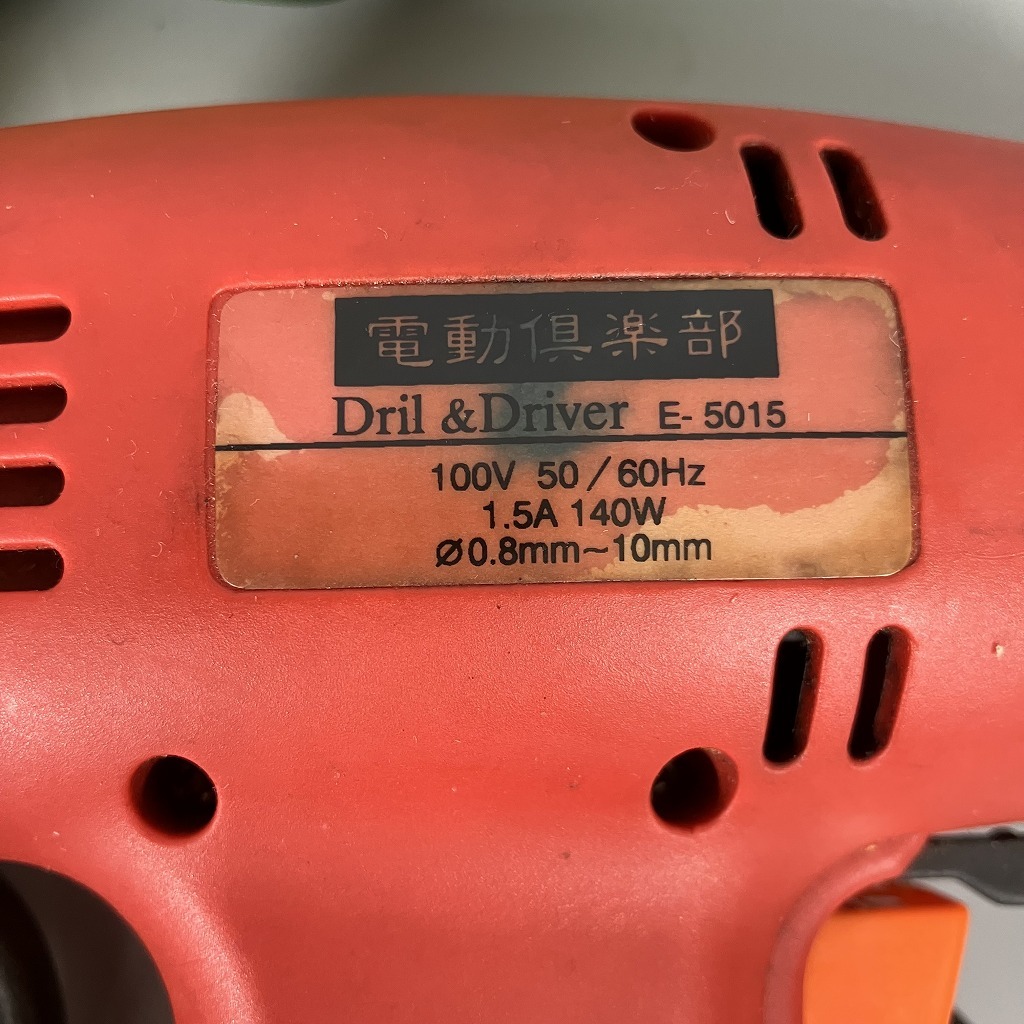 電動倶楽部
Dril & Driver E-5015
100V 50/60Hz
1.5A 140W
Ø0.8mm~10mm